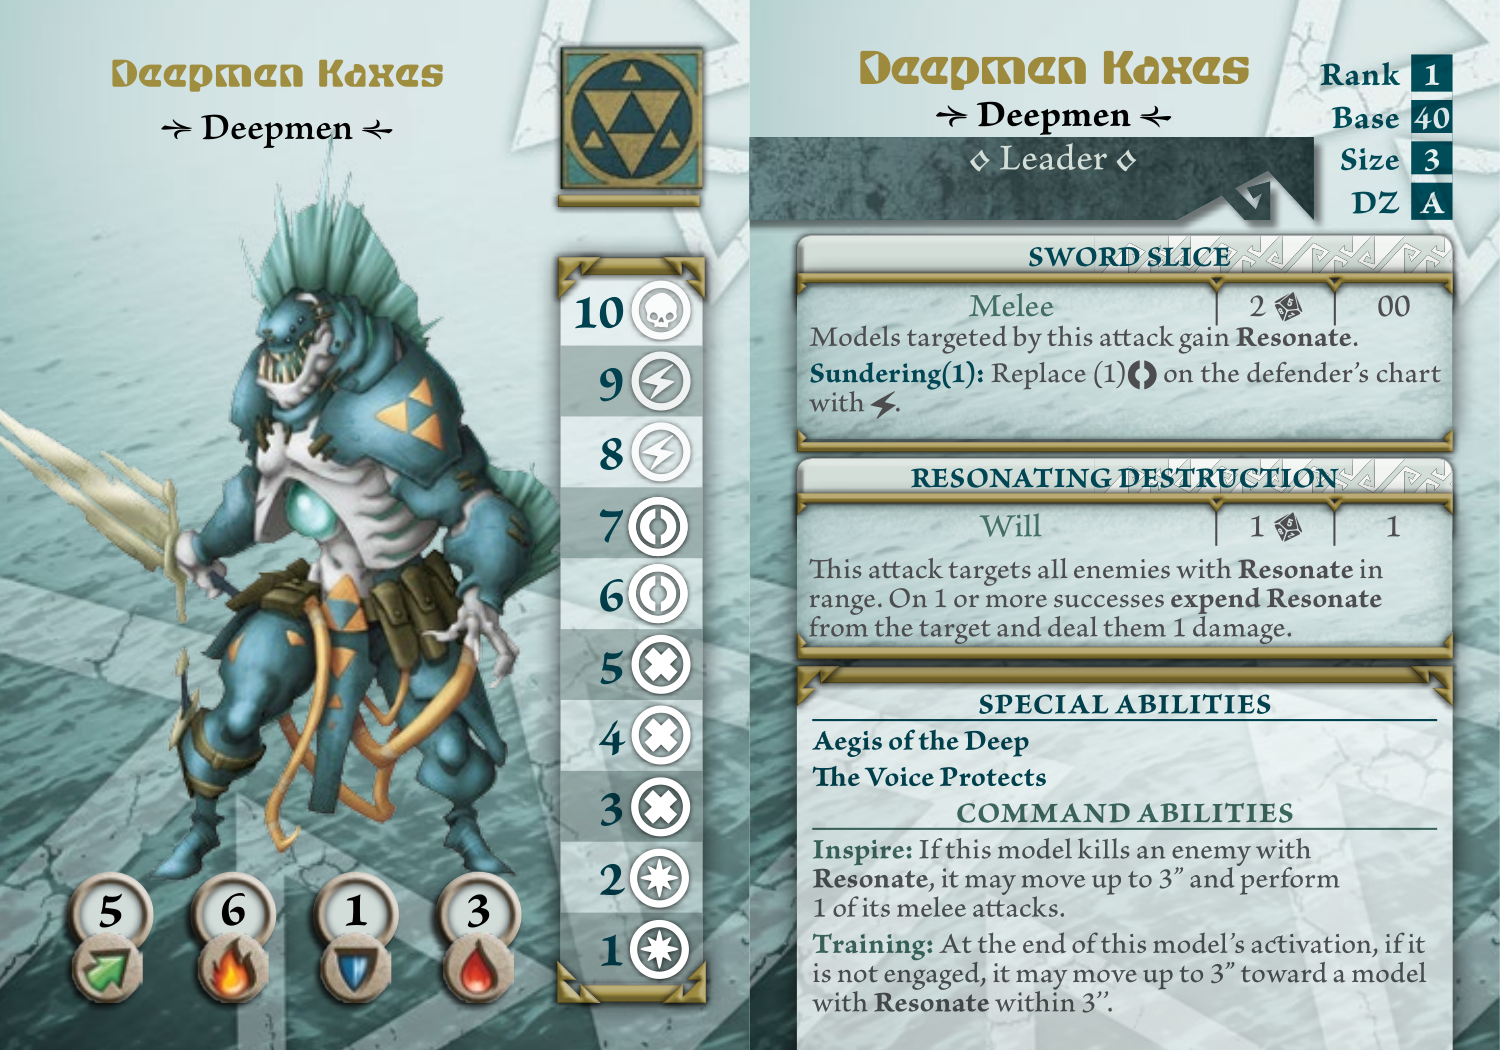 Deepmen Kaxes
Deepmen
10
9
8
7
6
5
4
3
2
1
5 6 1 3
Deepmen Kaxes
Deepmen
◊ Leader ◊
Rank 1
Base 40
Size 3
DZ A
SWORD SLICE
Melee 2 00
Models targeted by this attack gain Resonate.
Sundering(1): Replace (1) on the defender's chart
with .
RESONATING DESTRUCTION
Will 1 1
This attack targets all enemies with Resonate in
range. On 1 or more successes expend Resonate
from the target and deal them 1 damage.
SPECIAL ABILITIES
Aegis of the Deep
The Voice Protects
COMMAND ABILITIES
Inspire: If this model kills an enemy with
Resonate, it may move up to 3” and perform
1 of its melee attacks.
Training: At the end of this model's activation, if it
is not engaged, it may move up to 3” toward a model
with Resonate within 3’’.